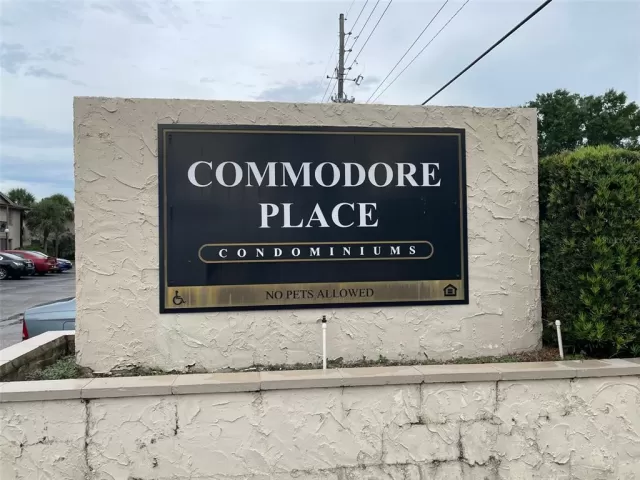 COMMODORE
PLACE
CONDOMINIUMS
NO PETS ALLOWED